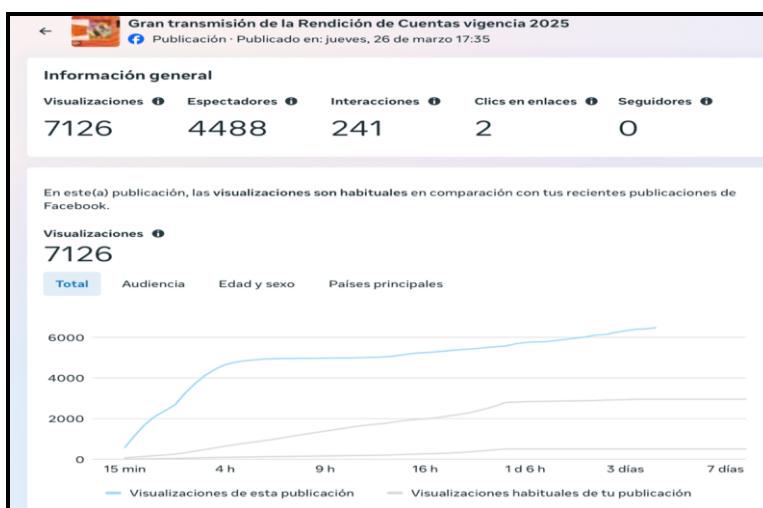 Gran transmisión de la Rendición de Cuentas vigencia 2025
Publicación · Publicado en: jueves, 26 de marzo 17:35
Información general
Visualizaciones Espectadores Interacciones Clics en enlaces Seguidores
7126 4488 241 2 0
En este(a) publicación, las visualizaciones son habituales en comparación con tus recientes publicaciones de
Facebook.
Visualizaciones
7126
Total Audiencia Edad y sexo Países principales
6000
4000
2000
0
15 min 4 h 9 h 16 h 1 d 6 h 3 días 7 días
Visualizaciones de esta publicación Visualizaciones habituales de tu publicación